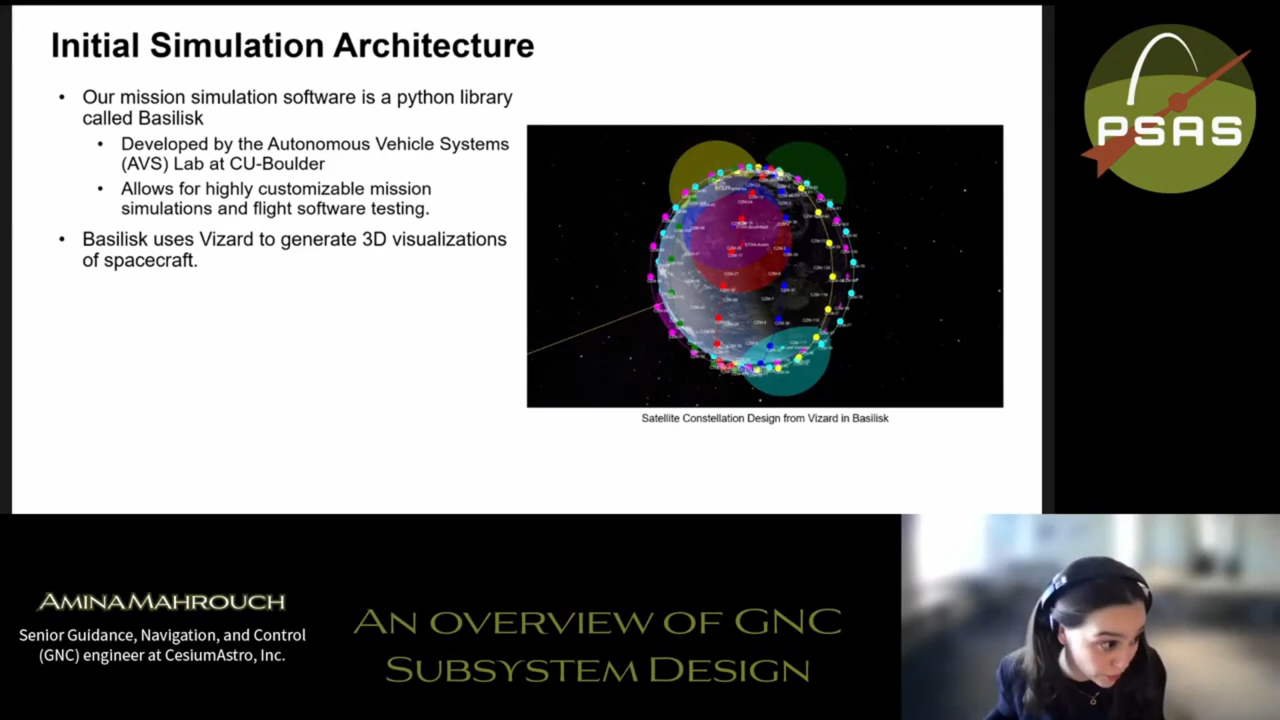 Initial Simulation Architecture
• Our mission simulation software is a python library
called Basilisk
• Developed by the Autonomous Vehicle Systems
(AVS) Lab at CU-Boulder
• Allows for highly customizable mission
simulations and flight software testing.
• Basilisk uses Vizard to generate 3D visualizations
of spacecraft.
Satellite Constellation Design from Vizard in Basilisk
PSAS
AMINA MAHROUCH
Senior Guidance, Navigation, and Control
(GNC) engineer at CesiumAstro, Inc.
AN OVERVIEW OF GNC
SUBSYSTEM DESIGN